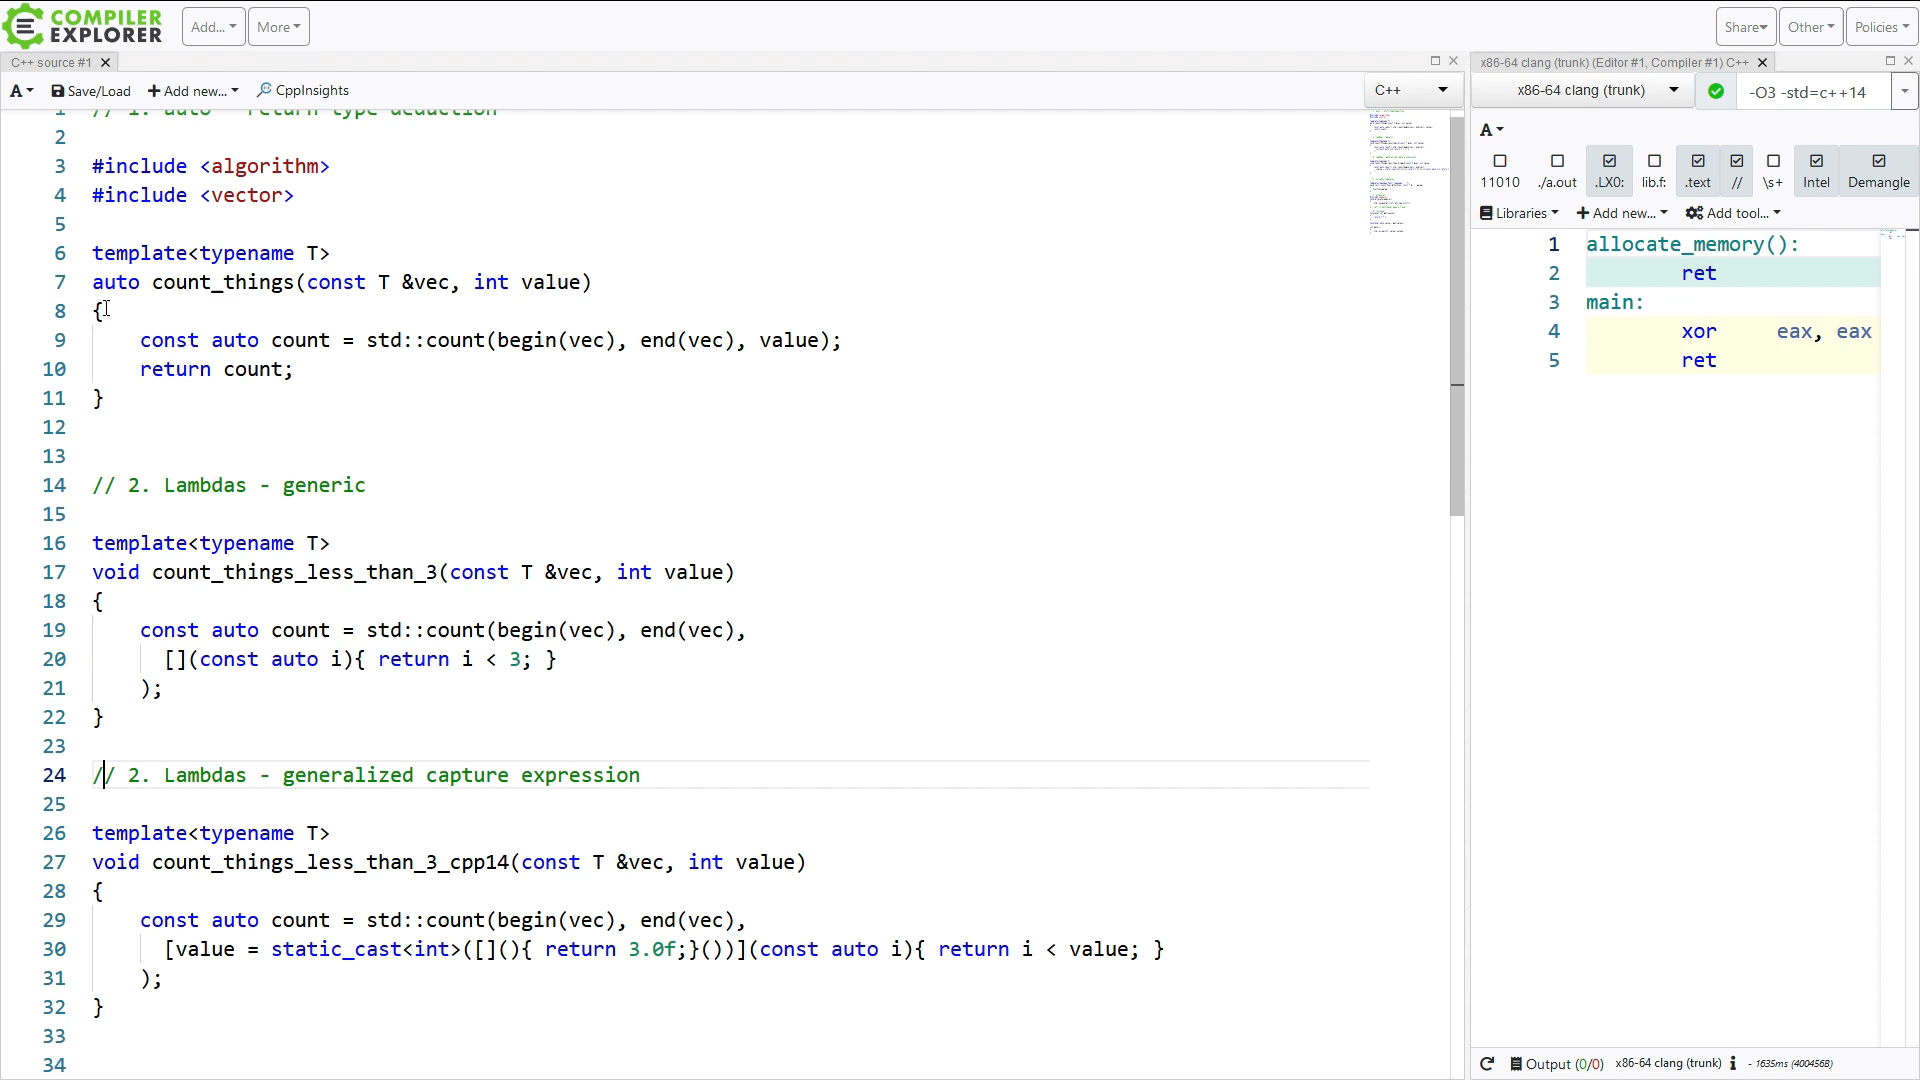 COMPILER
EXPLORER
Add... More
Share Other Policies
C++ source #1
A Save/Load Add new... CppInsights C++
1 // 1. auto - return type deduction
2
3 #include <algorithm>
4 #include <vector>
5
6 template<typename T>
7 auto count_things(const T &vec, int value)
8 {
9 const auto count = std::count(begin(vec), end(vec), value);
10 return count;
11 }
12
13
14 // 2. Lambdas - generic
15
16 template<typename T>
17 void count_things_less_than_3(const T &vec, int value)
18 {
19 const auto count = std::count(begin(vec), end(vec),
20 [](const auto i){ return i < 3; }
21 );
22 }
23
24 // 2. Lambdas - generalized capture expression
25
26 template<typename T>
27 void count_things_less_than_3_cpp14(const T &vec, int value)
28 {
29 const auto count = std::count(begin(vec), end(vec),
30 [value = static_cast<int>([](){ return 3.0f;}())](const auto i){ return i < value; }
31 );
32 }
33
34
x86-64 clang (trunk) (Editor #1, Compiler #1) C++
x86-64 clang (trunk) -O3 -std=c++14
A
11010 ./a.out .LX0: lib.f: .text // \s+ Intel Demangle
Libraries Add new... Add tool...
1 allocate_memory():
2 ret
3 main:
4 xor eax, eax
5 ret
Output (0/0) x86-64 clang (trunk) i - 1635ms (400456B)